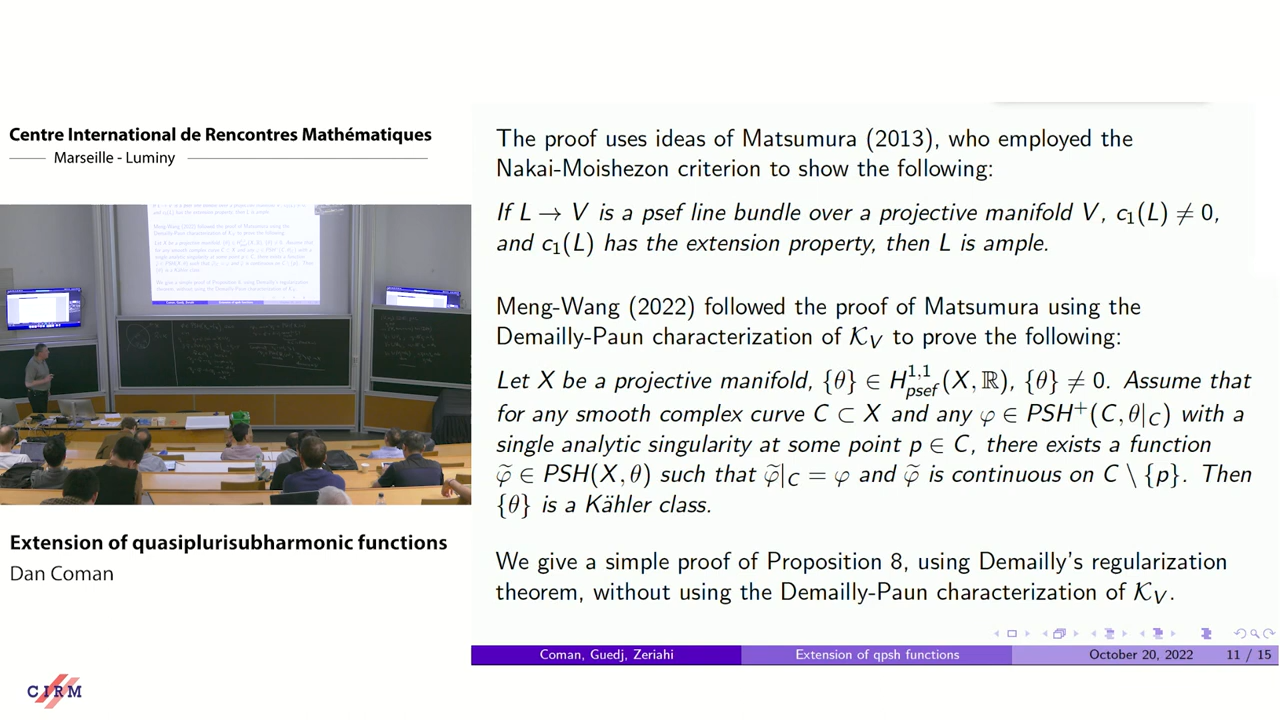 Centre International de Rencontres Mathématiques
Marseille - Luminy
Extension of quasiplurisubharmonic functions
Dan Coman
CIRM
The proof uses ideas of Matsumura (2013), who employed the
Nakai-Moishezon criterion to show the following:
If L → V is a psef line bundle over a projective manifold V, c₁(L) ≠ 0,
and c₁(L) has the extension property, then L is ample.
Meng-Wang (2022) followed the proof of Matsumura using the
Demailly-Paun characterization of 𝒦_V to prove the following:
Let X be a projective manifold, {θ} ∈ H^{1,1}_{psef}(X, ℝ), {θ} ≠ 0. Assume that
for any smooth complex curve C ⊂ X and any φ ∈ PSH⁺(C, θ|_C) with a
single analytic singularity at some point p ∈ C, there exists a function
φ̃ ∈ PSH(X, θ) such that φ̃|_C = φ and φ̃ is continuous on C \ {p}. Then
{θ} is a Kähler class.
We give a simple proof of Proposition 8, using Demailly's regularization
theorem, without using the Demailly-Paun characterization of 𝒦_V.
Coman, Guedj, Zeriahi
Extension of qpsh functions
October 20, 2022
11 / 15